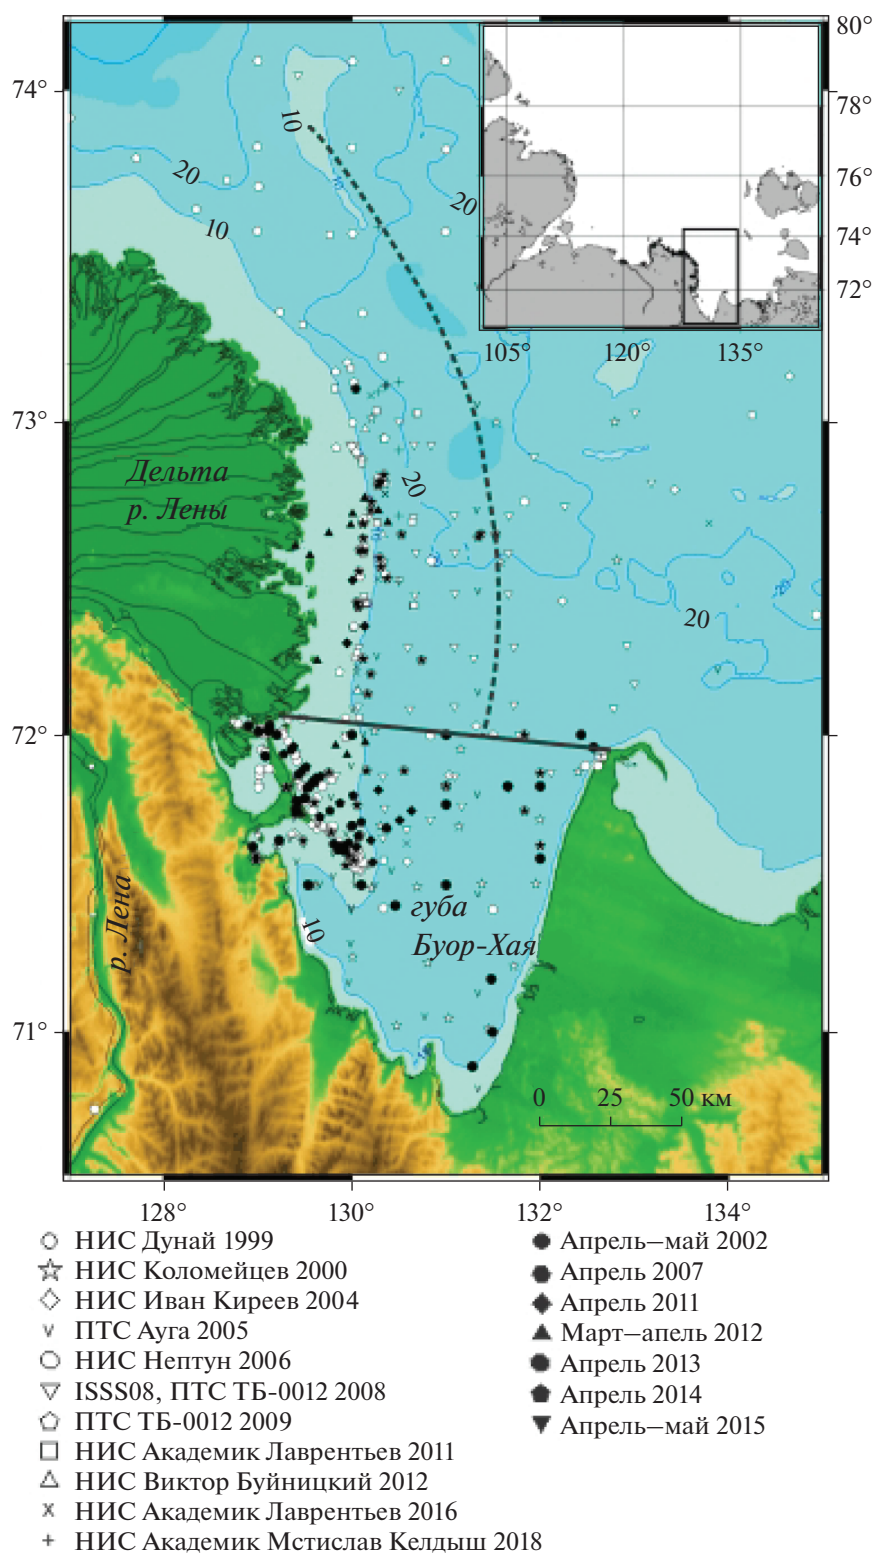 80°
74°
78°
10
20
76°
20
10
74°
72°
105°
120°
135°
73°
Дельта
р. Лены
20
20
72°
р. Лена
губа
Буор-Хая
10
71°
0 25 50 км
128° 130° 132° 134°
НИС Дунай 1999
НИС Коломейцев 2000
НИС Иван Киреев 2004
ПТС Ауга 2005
НИС Нептун 2006
ISSS08, ПТС ТБ-0012 2008
ПТС ТБ-0012 2009
НИС Академик Лаврентьев 2011
НИС Виктор Буйницкий 2012
НИС Академик Лаврентьев 2016
НИС Академик Мстислав Келдыш 2018
Апрель–май 2002
Апрель 2007
Апрель 2011
Март–апель 2012
Апрель 2013
Апрель 2014
Апрель–май 2015